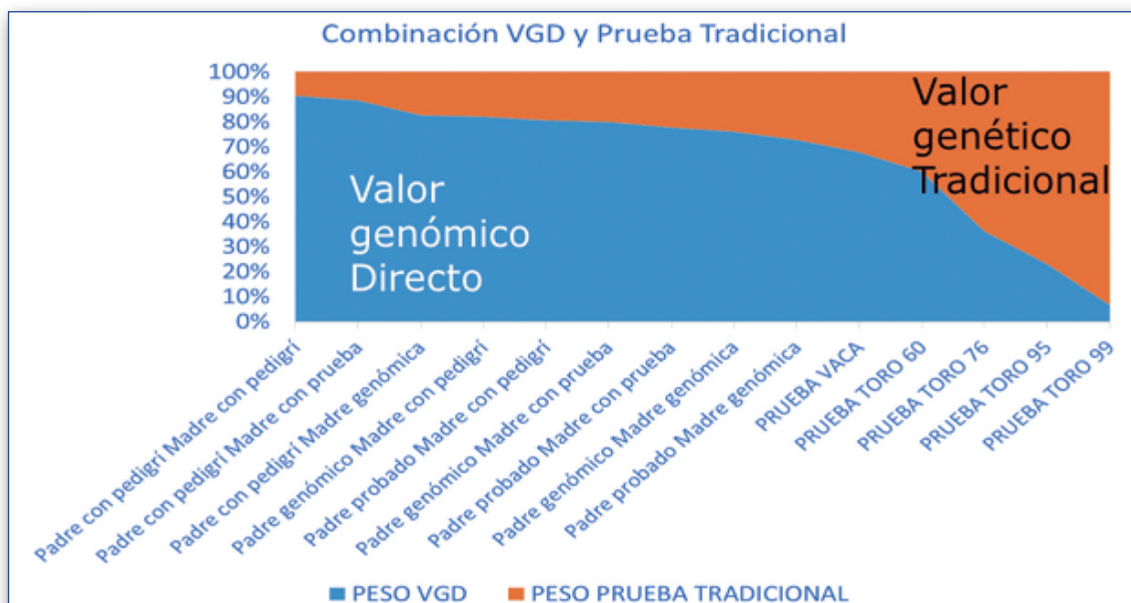 Combinación VGD y Prueba Tradicional
100%
90%
80%
70%
60%
50%
40%
30%
20%
10%
0%
Valor
genómico
Directo
Valor
genético
Tradicional
Padre con pedigrí Madre con pedigrí
Padre con pedigrí Madre con prueba
Padre con pedigrí Madre genómica
Padre genómico Madre con pedigrí
Padre probado Madre con pedigrí
Padre genómico Madre con prueba
Padre probado Madre con prueba
Padre genómico Madre genómica
Padre probado Madre genómica
PRUEBA VACA
PRUEBA TORO 60
PRUEBA TORO 76
PRUEBA TORO 95
PRUEBA TORO 99
PESO VGD
PESO PRUEBA TRADICIONAL